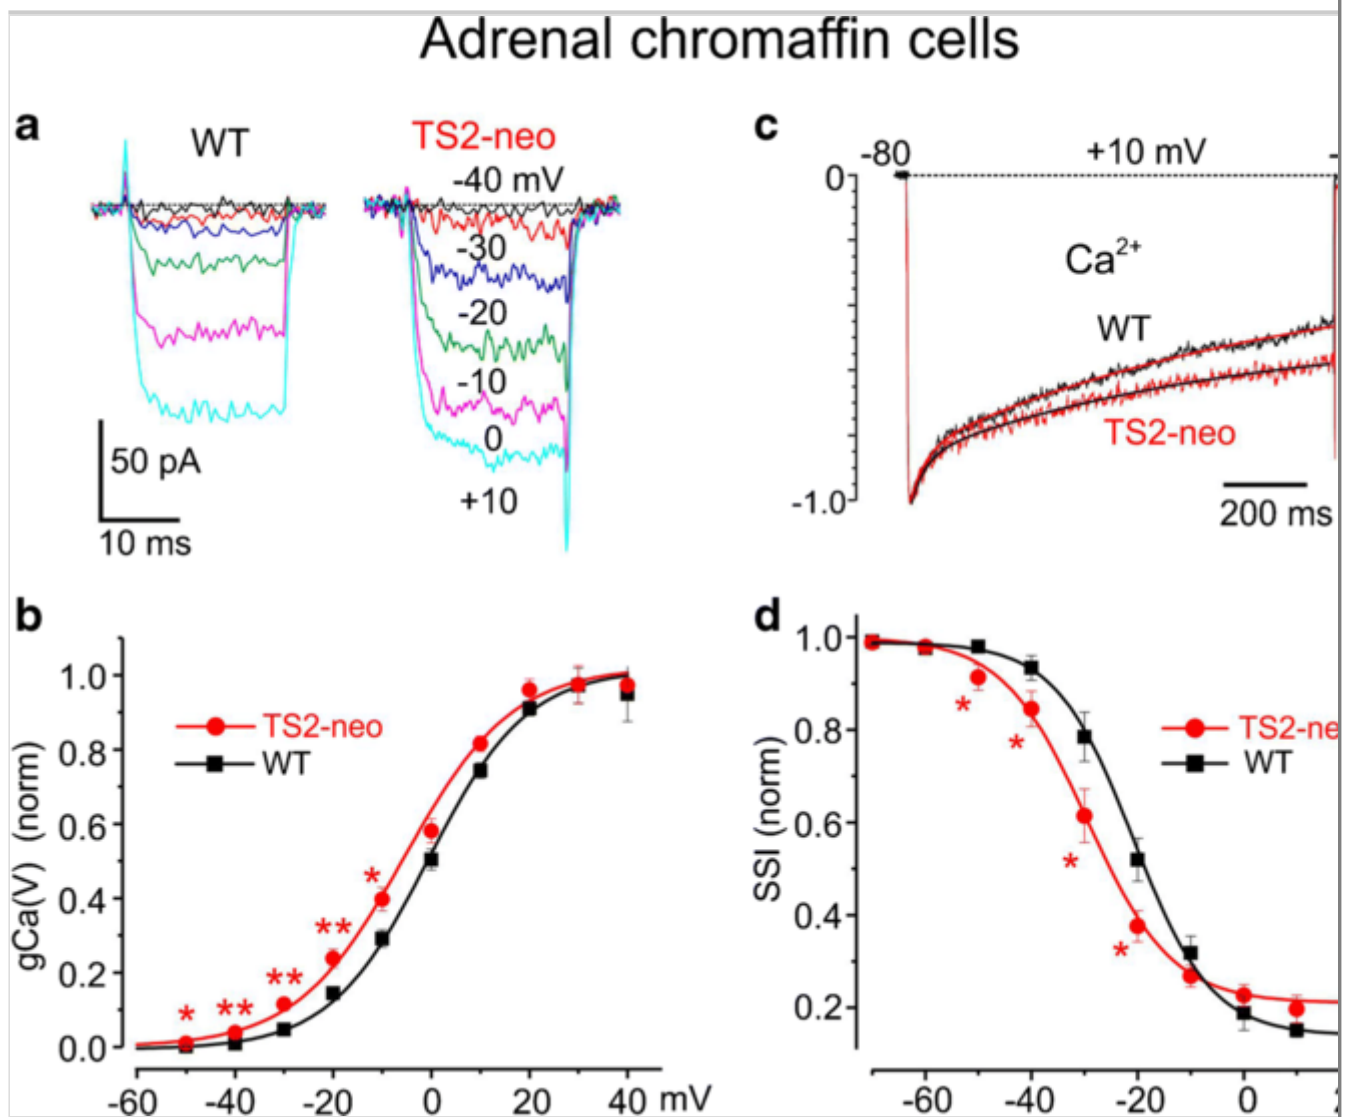 Adrenal chromaffin cells
a
WT
TS2-neo
-40 mV
-30
-20
-10
0
+10
50 pA
10 ms
c
-80
+10 mV
-
0
Ca²⁺
WT
TS2-neo
-1.0
200 ms
b
1.0
0.8
0.6
0.4
0.2
0.0
gCa(V) (norm)
TS2-neo
WT
*
**
**
**
*
-60
-40
-20
0
20
40 mV
d
1.0
0.8
0.6
0.4
0.2
SSI (norm)
TS2-ne
WT
*
*
*
*
-60
-40
-20
0